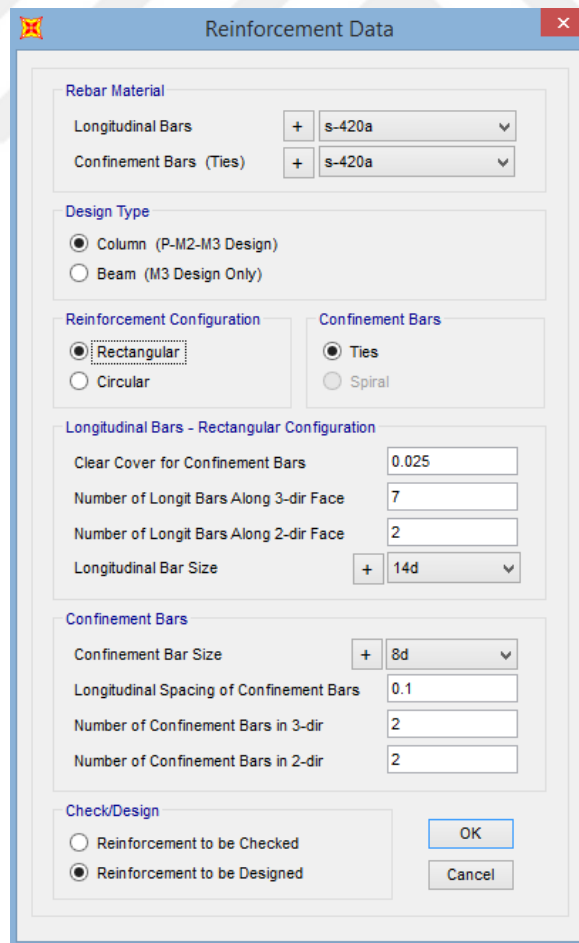 Reinforcement Data
Rebar Material
Longitudinal Bars + s-420a
Confinement Bars (Ties) + s-420a
Design Type
Column (P-M2-M3 Design)
Beam (M3 Design Only)
Reinforcement Configuration
Rectangular
Circular
Confinement Bars
Ties
Spiral
Longitudinal Bars - Rectangular Configuration
Clear Cover for Confinement Bars 0.025
Number of Longit Bars Along 3-dir Face 7
Number of Longit Bars Along 2-dir Face 2
Longitudinal Bar Size + 14d
Confinement Bars
Confinement Bar Size + 8d
Longitudinal Spacing of Confinement Bars 0.1
Number of Confinement Bars in 3-dir 2
Number of Confinement Bars in 2-dir 2
Check/Design
Reinforcement to be Checked
Reinforcement to be Designed
OK
Cancel